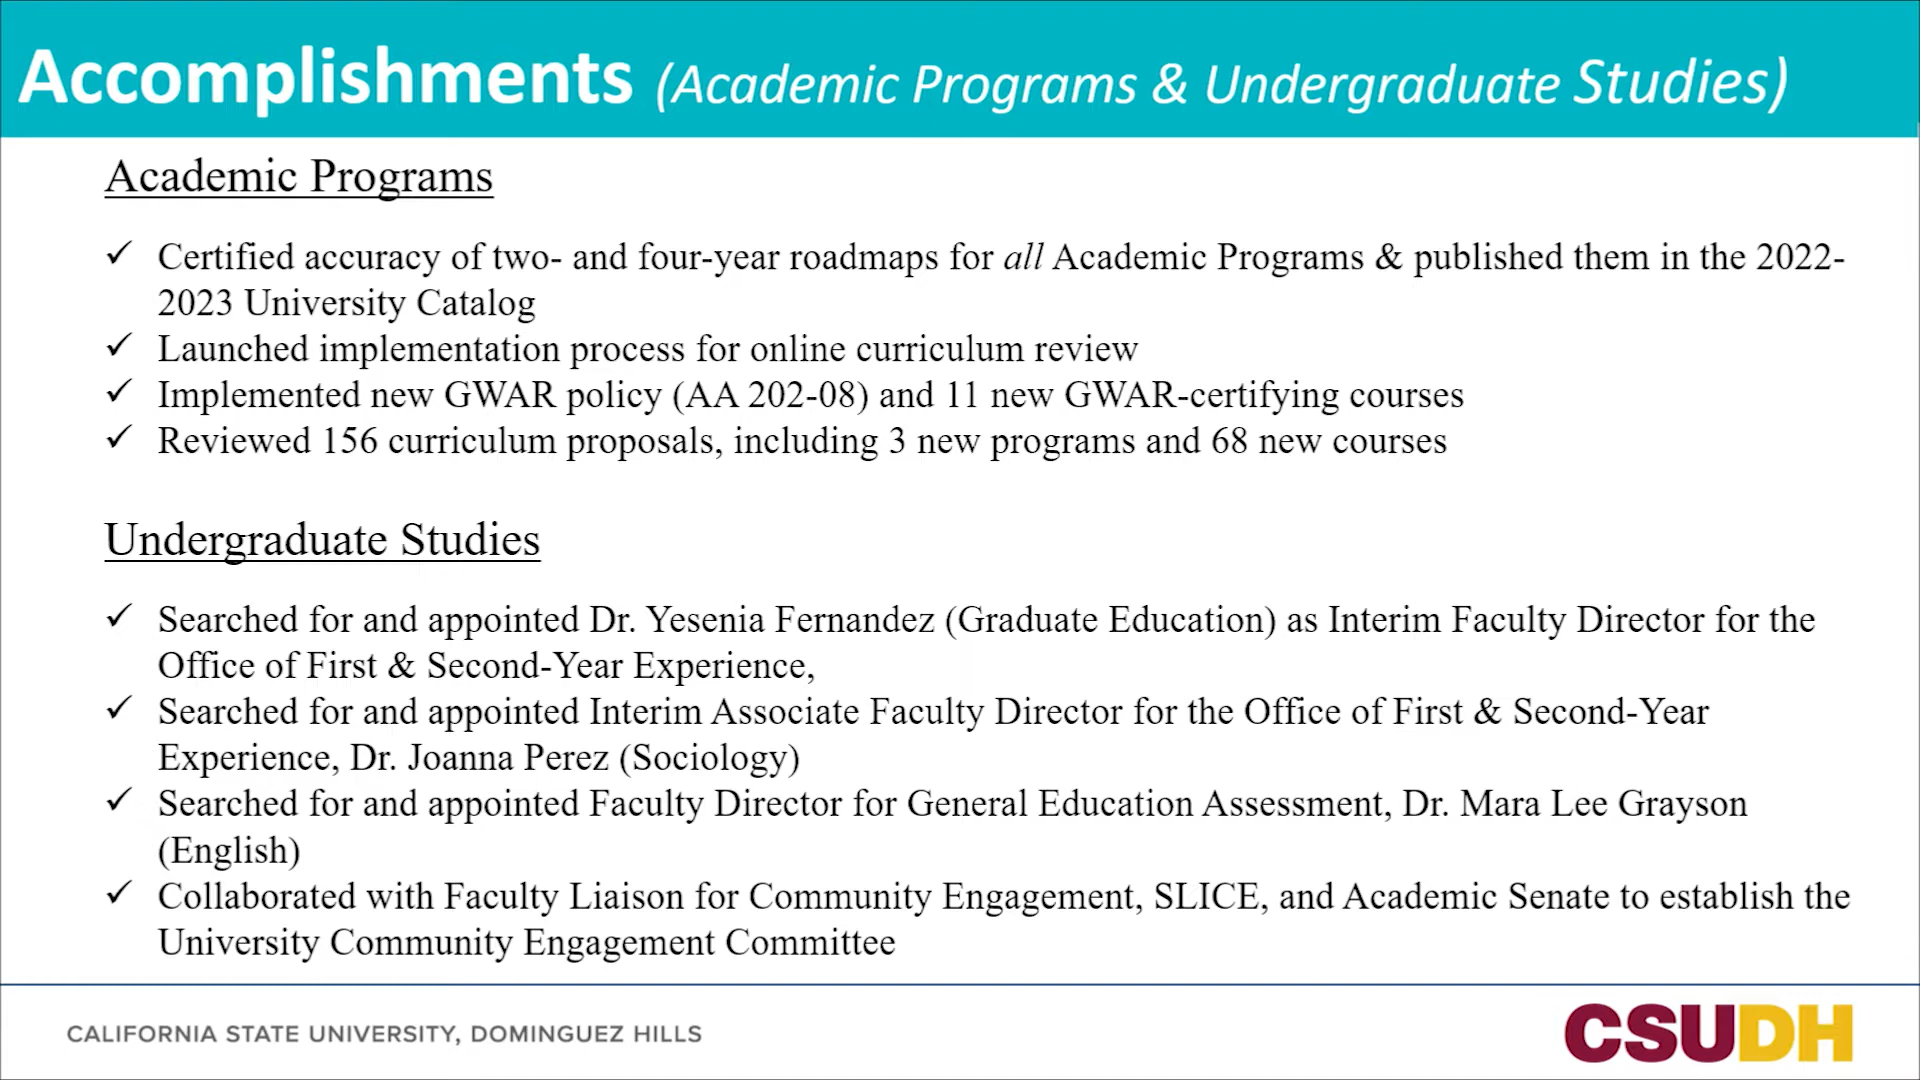 Accomplishments (Academic Programs & Undergraduate Studies)
Academic Programs
✓ Certified accuracy of two- and four-year roadmaps for all Academic Programs & published them in the 2022-
2023 University Catalog
✓ Launched implementation process for online curriculum review
✓ Implemented new GWAR policy (AA 202-08) and 11 new GWAR-certifying courses
✓ Reviewed 156 curriculum proposals, including 3 new programs and 68 new courses
Undergraduate Studies
✓ Searched for and appointed Dr. Yesenia Fernandez (Graduate Education) as Interim Faculty Director for the
Office of First & Second-Year Experience,
✓ Searched for and appointed Interim Associate Faculty Director for the Office of First & Second-Year
Experience, Dr. Joanna Perez (Sociology)
✓ Searched for and appointed Faculty Director for General Education Assessment, Dr. Mara Lee Grayson
(English)
✓ Collaborated with Faculty Liaison for Community Engagement, SLICE, and Academic Senate to establish the
University Community Engagement Committee
CALIFORNIA STATE UNIVERSITY, DOMINGUEZ HILLS
CSUDH